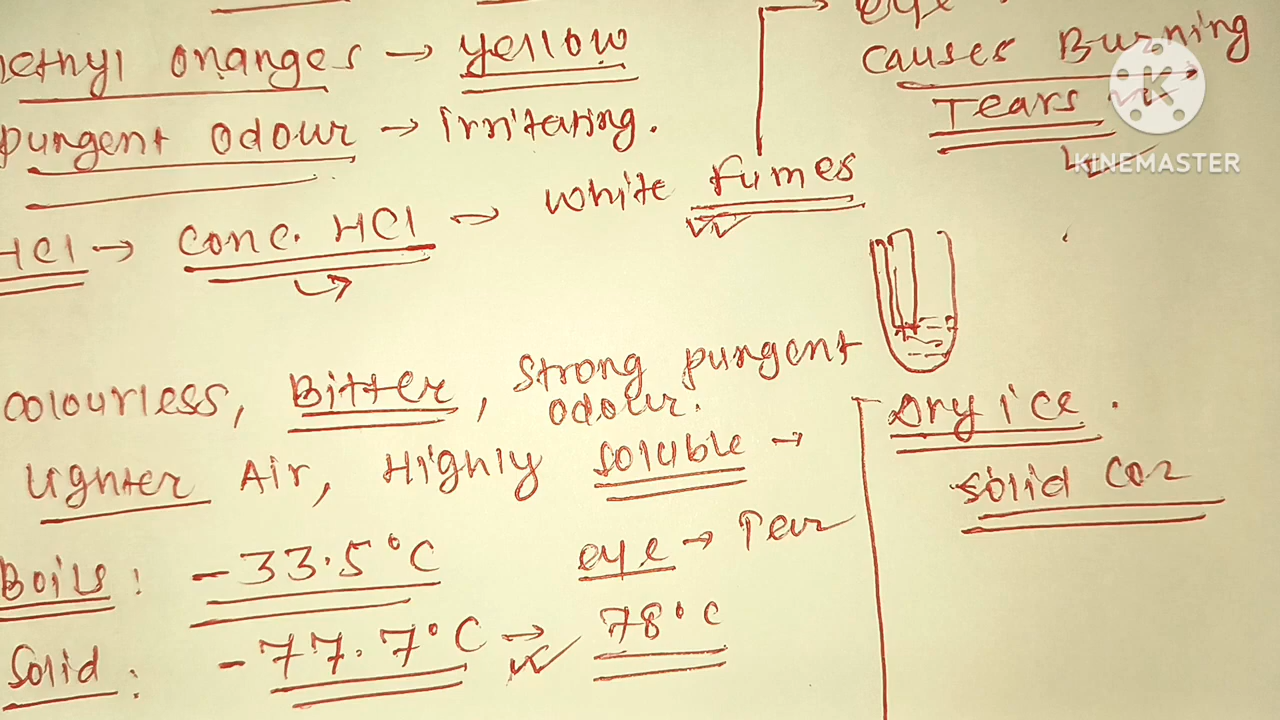 eye
causes Burning
Tears
KINEMASTER
methyl oranges → yellow
pungent odour → irritating.
HCl → conc. HCl → white fumes
colourless, Bitter, strong pungent odour.
Lighter Air, Highly soluble →
Boils: -33.5°C
eye → Tear
Solid: -77.7°C → 78°C
Dry ice.
solid CO2